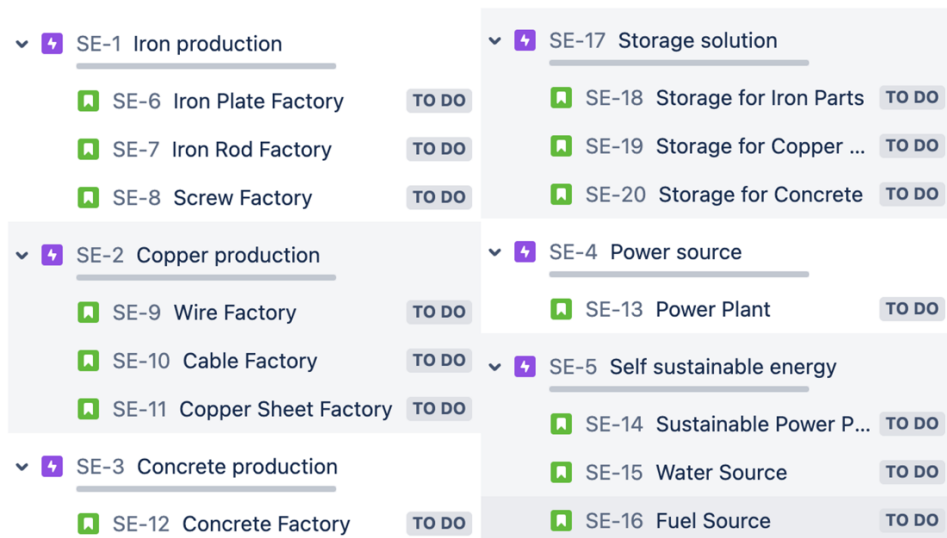 SE-1 Iron production
SE-6 Iron Plate Factory TO DO
SE-7 Iron Rod Factory TO DO
SE-8 Screw Factory TO DO
SE-2 Copper production
SE-9 Wire Factory TO DO
SE-10 Cable Factory TO DO
SE-11 Copper Sheet Factory TO DO
SE-3 Concrete production
SE-12 Concrete Factory TO DO
SE-17 Storage solution
SE-18 Storage for Iron Parts TO DO
SE-19 Storage for Copper ... TO DO
SE-20 Storage for Concrete TO DO
SE-4 Power source
SE-13 Power Plant TO DO
SE-5 Self sustainable energy
SE-14 Sustainable Power P... TO DO
SE-15 Water Source TO DO
SE-16 Fuel Source TO DO